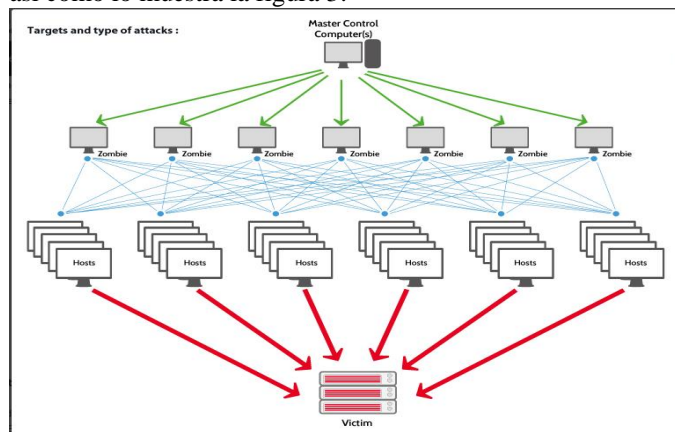 así como lo muestra la figura 3.
Targets and type of attacks :
Master Control
Computer(s)
Zombie
Zombie
Zombie
Zombie
Zombie
Zombie
Zombie
Hosts
Hosts
Hosts
Hosts
Hosts
Hosts
Victim